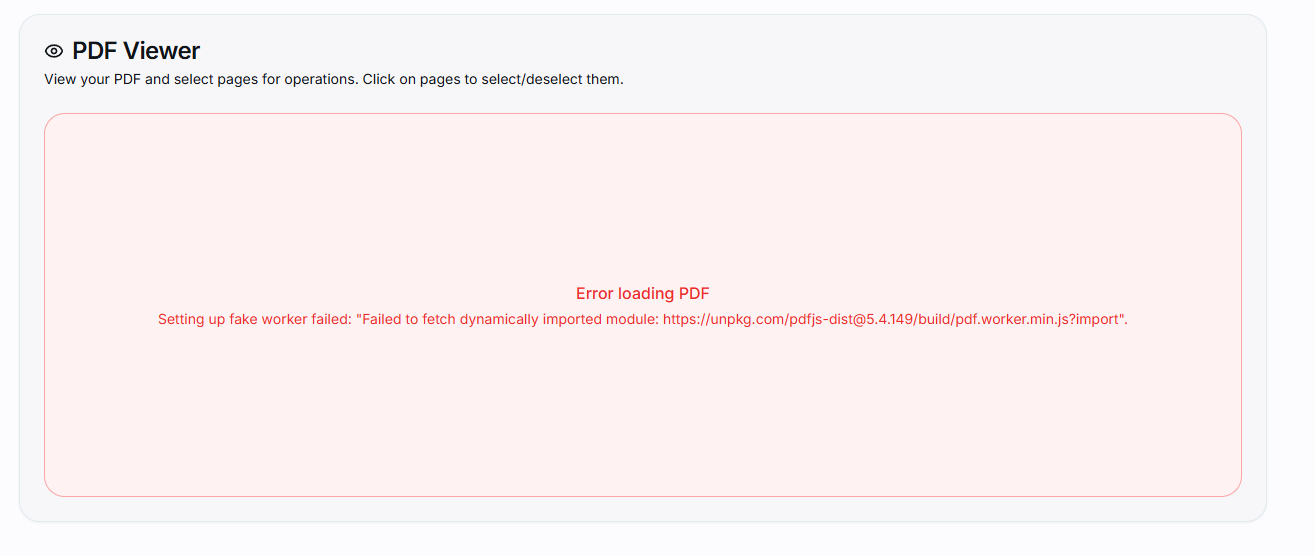 PDF Viewer
View your PDF and select pages for operations. Click on pages to select/deselect them.
Error loading PDF
Setting up fake worker failed: "Failed to fetch dynamically imported module: https://unpkg.com/pdfjs-dist@5.4.149/build/pdf.worker.min.js?import".